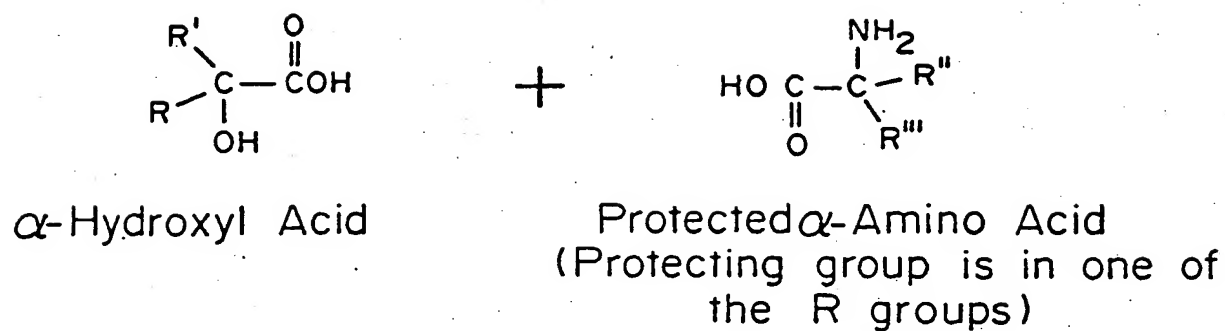 R' O NH₂
R C — COH + HO C — C — R"
OH O R'''
α-Hydroxyl Acid Protected α-Amino Acid
(Protecting group is in one of
the R groups)